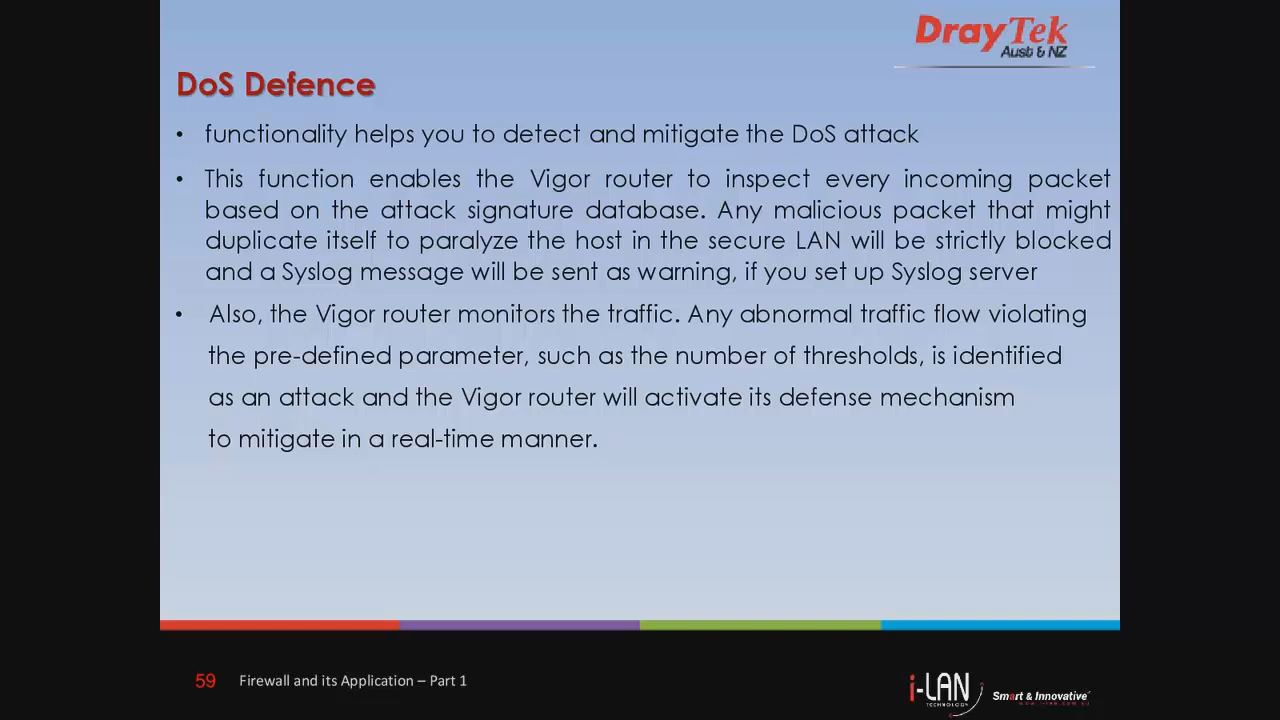 DrayTek
Aust & NZ
DoS Defence
• functionality helps you to detect and mitigate the DoS attack
• This function enables the Vigor router to inspect every incoming packet
based on the attack signature database. Any malicious packet that might
duplicate itself to paralyze the host in the secure LAN will be strictly blocked
and a Syslog message will be sent as warning, if you set up Syslog server
• Also, the Vigor router monitors the traffic. Any abnormal traffic flow violating
the pre-defined parameter, such as the number of thresholds, is identified
as an attack and the Vigor router will activate its defense mechanism
to mitigate in a real-time manner.
59 Firewall and its Application – Part 1
i-LAN
TECHNOLOGY
Smart & Innovative
www.i-lan.com.au